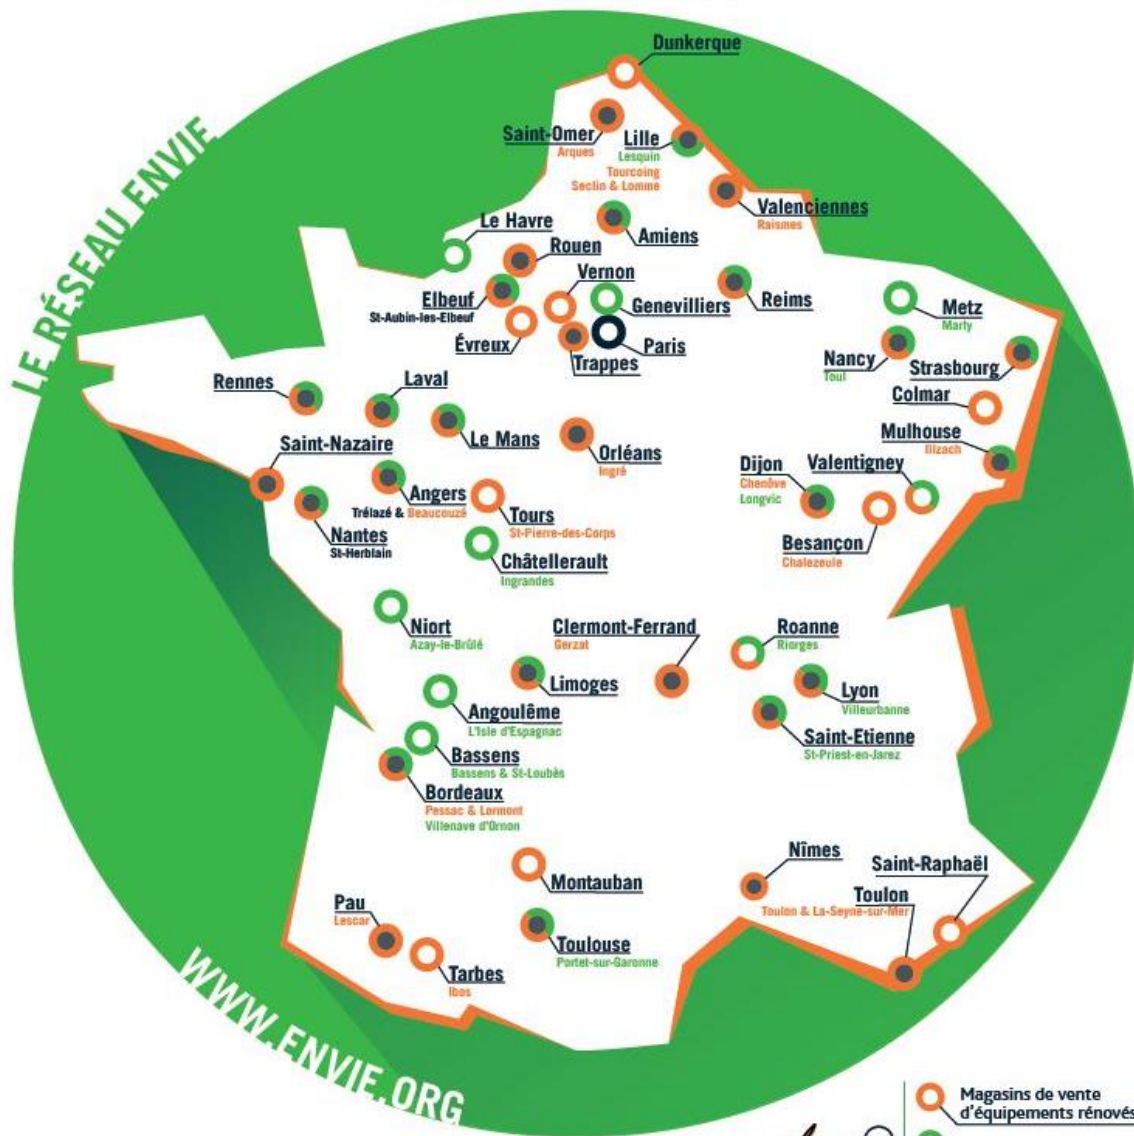 LE RÉSEAU ENVIE
Dunkerque
Saint-Omer
Arques
Lille
Lesquin
Tourcoing
Seclin & Lomme
Valenciennes
Raismes
Le Havre
Amiens
Rouen
Vernon
Elbeuf
St-Aubin-les-Elbeuf
Genevilliers
Reims
Metz
Marly
Évreux
Trappes
Paris
Nancy
Toul
Strasbourg
Rennes
Laval
Colmar
Le Mans
Saint-Nazaire
Orléans
Ingré
Mulhouse
Illzach
Dijon
Chenôve
Longvic
Valentigney
Angers
Trélazé & Beaucouzé
Tours
St-Pierre-des-Corps
Nantes
St-Herblain
Besançon
Chalezeule
Châtellerault
Ingrandes
Niort
Azay-le-Brûlé
Clermont-Ferrand
Gerzat
Roanne
Riorges
Limoges
Lyon
Villeurbanne
Angoulême
L'Isle d'Espagnac
Saint-Etienne
St-Priest-en-Jarez
Bassens
Bassens & St-Loubès
Bordeaux
Pessac & Lormont
Villenave d'Ornon
Nîmes
Saint-Raphaël
Montauban
Toulon
Toulon & La-Seyne-sur-Mer
Pau
Lescar
Toulouse
Portet-sur-Garonne
Tarbes
Ibos
WWW.ENVIE.ORG
Magasins de vente
d'équipements rénovés